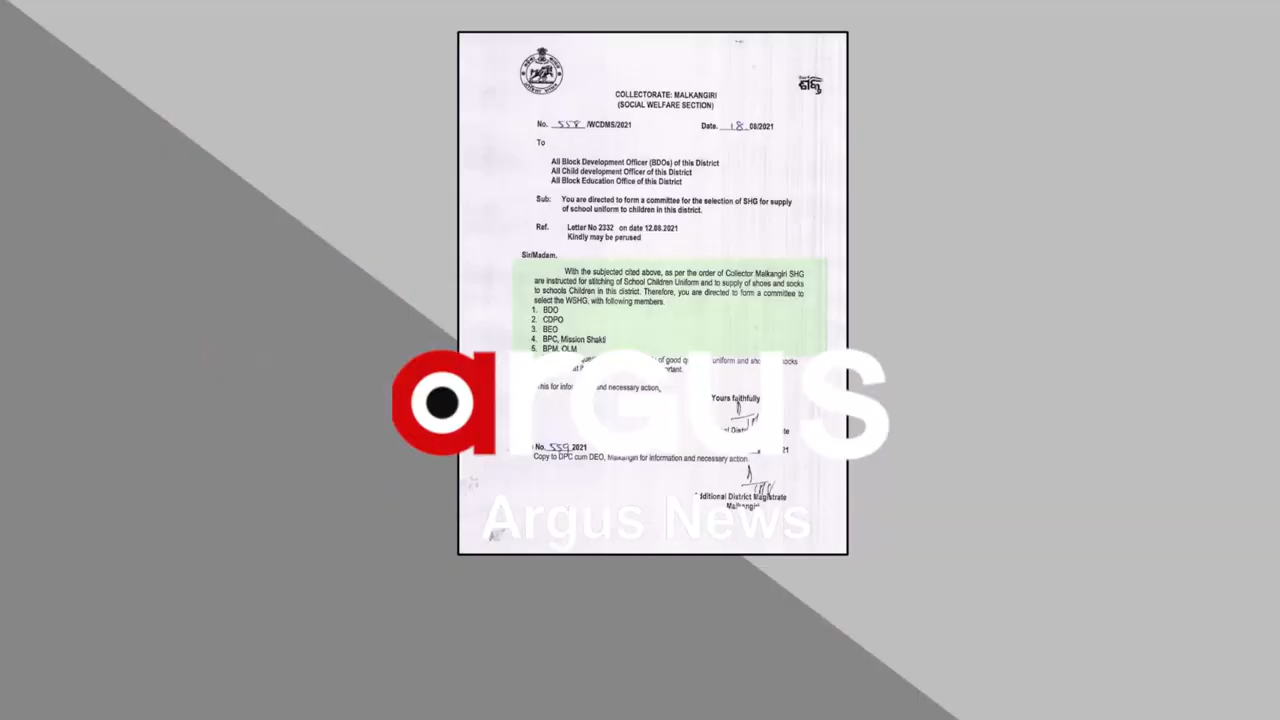 ଶକ୍ତି
COLLECTORATE: MALKANGIRI
(SOCIAL WELFARE SECTION)
No. 558 /WCDMS/2021 Date. 18 08/2021
To
All Block Development Officer (BDOs) of this District
All Child development Officer of this District
All Block Education Office of this District
Sub: You are directed to form a committee for the selection of SHG for supply
of school uniform to children in this district.
Ref. Letter No 2332 on date 12.08.2021
Kindly may be perused
Sir/Madam.
With the subjected cited above, as per the order of Collector Malkangiri SHG
are instructed for stitching of School Children Uniform and to supply of shoes and socks
to schools Children in this district. Therefore, you are directed to form a committee to
select the WSHG, with following members.
1. BDO
2. CDPO
3. BEO
4. BPC, Mission Shakti
5. BPM, OLM
of good uniform and socks
and necessary action.
Yours faithfully
argus
No. 559 2021
Copy to DPC cum DEO, Malkangiri for information and necessary action.
District Magistrate
Malkangiri
Argus News